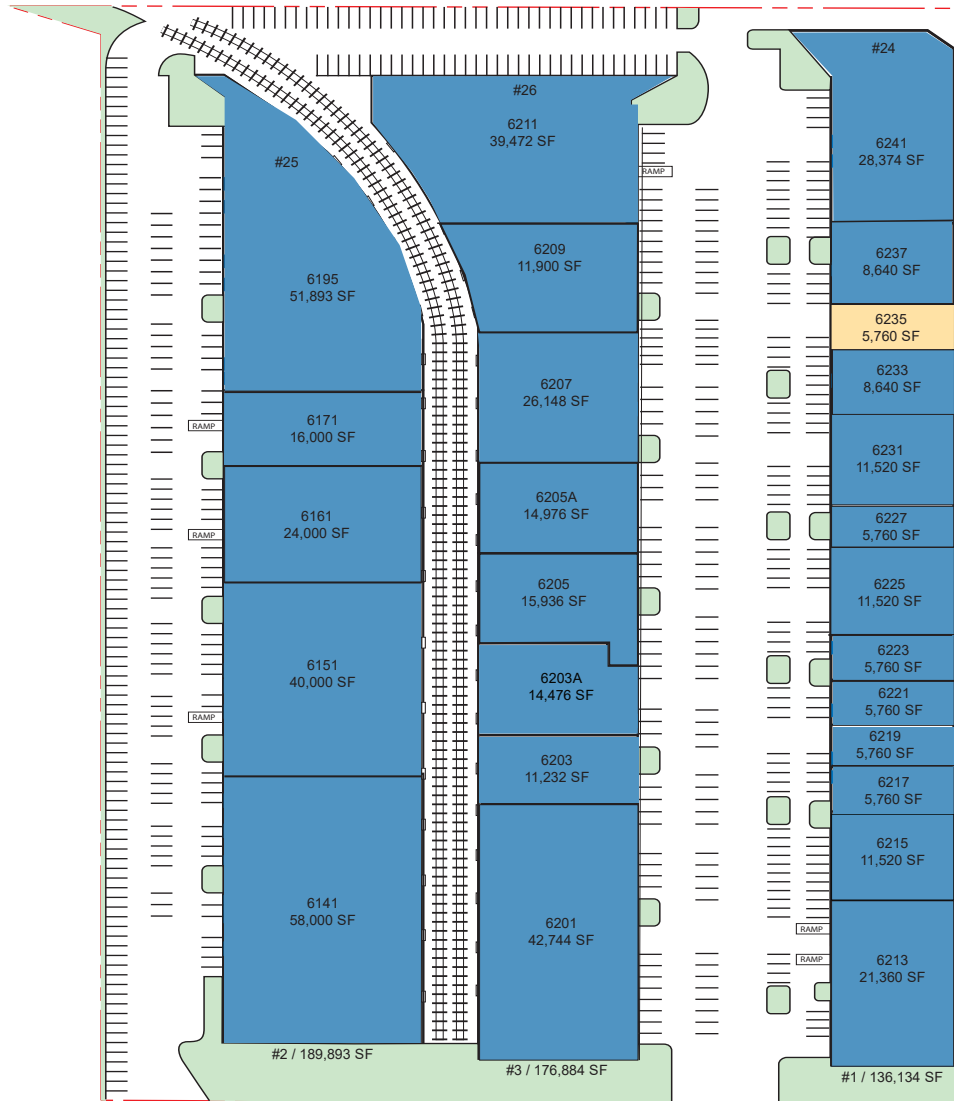 #25
6195
51,893 SF
RAMP
6171
16,000 SF
RAMP
6161
24,000 SF
6151
40,000 SF
RAMP
6141
58,000 SF
#2 / 189,893 SF
#26
6211
39,472 SF
RAMP
6209
11,900 SF
6207
26,148 SF
6205A
14,976 SF
6205
15,936 SF
6203A
14,476 SF
6203
11,232 SF
6201
42,744 SF
#3 / 176,884 SF
#24
6241
28,374 SF
6237
8,640 SF
6235
5,760 SF
6233
8,640 SF
6231
11,520 SF
6227
5,760 SF
6225
11,520 SF
6223
5,760 SF
6221
5,760 SF
6219
5,760 SF
6217
5,760 SF
6215
11,520 SF
RAMP
RAMP
6213
21,360 SF
#1 / 136,134 SF